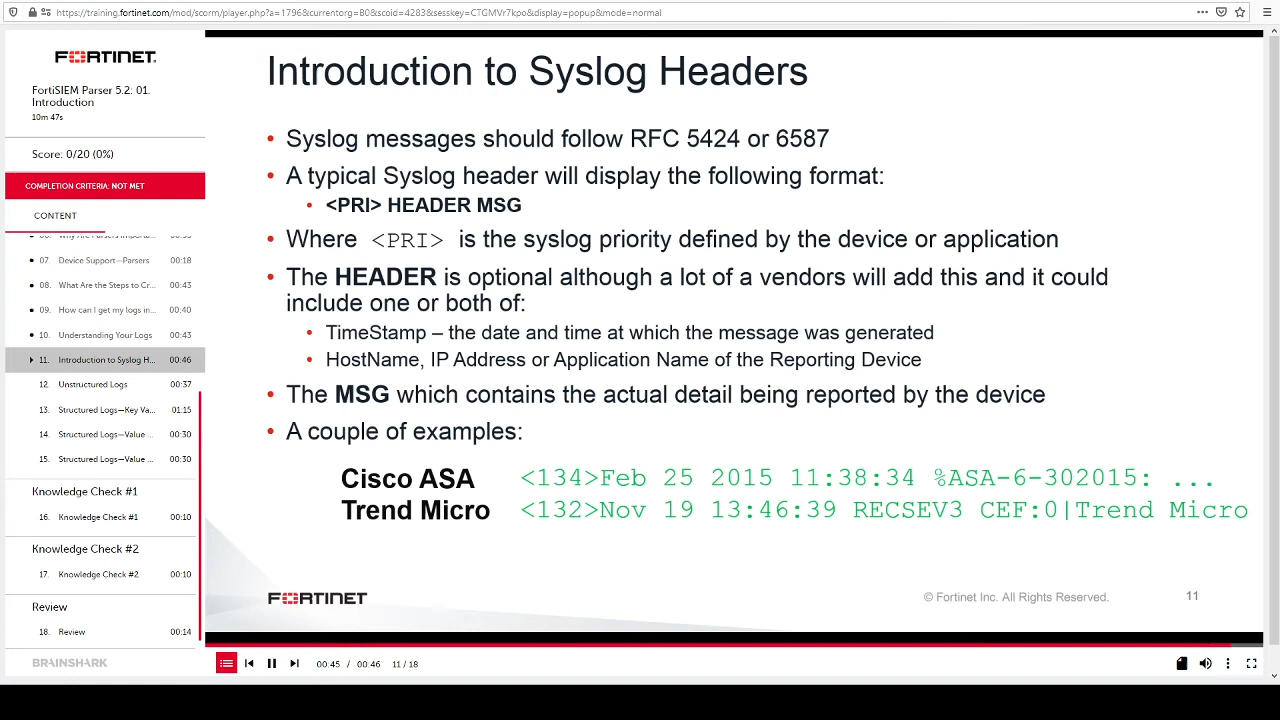 https://training.fortinet.com/mod/scorm/player.php?a=1796&currentorg=B0&scoid=4283&sesskey=CTGMVr7kpo&display=popup&mode=normal
FORTINET
FortiSIEM Parser 5.2: 01.
Introduction
10m 47s
Score: 0/20 (0%)
COMPLETION CRITERIA: NOT MET
CONTENT
07. Device Support—Parsers 00:18
08. What Are the Steps to Cr... 00:43
09. How can I get my logs in... 00:40
10. Understanding Your Logs 00:43
11. Introduction to Syslog H... 00:46
12. Unstructured Logs 00:37
13. Structured Logs—Key Va... 01:15
14. Structured Logs—Value ... 00:30
15. Structured Logs—Value ... 00:30
Knowledge Check #1
16. Knowledge Check #1 00:10
Knowledge Check #2
17. Knowledge Check #2 00:10
Review
18. Review 00:14
BRAINSHARK
Introduction to Syslog Headers
• Syslog messages should follow RFC 5424 or 6587
• A typical Syslog header will display the following format:
• <PRI> HEADER MSG
• Where <PRI> is the syslog priority defined by the device or application
• The HEADER is optional although a lot of a vendors will add this and it could
include one or both of:
• TimeStamp – the date and time at which the message was generated
• HostName, IP Address or Application Name of the Reporting Device
• The MSG which contains the actual detail being reported by the device
• A couple of examples:
Cisco ASA <134>Feb 25 2015 11:38:34 %ASA-6-302015: ...
Trend Micro <132>Nov 19 13:46:39 RECSEV3 CEF:0|Trend Micro
FORTINET
© Fortinet Inc. All Rights Reserved. 11
00:45 / 00:46 11 / 18